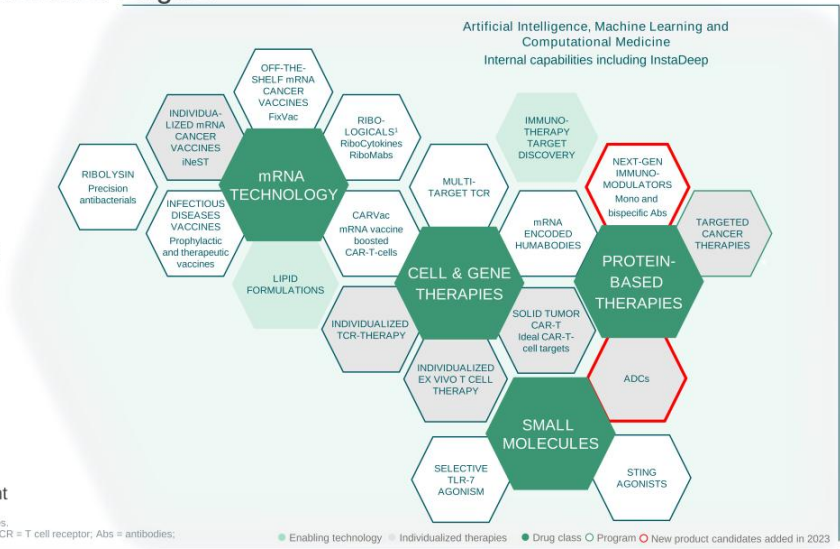 Artificial Intelligence, Machine Learning and
Computational Medicine
Internal capabilities including InstaDeep
OFF-THE-
SHELF mRNA
CANCER
VACCINES
FixVac
INDIVIDUA-
LIZED mRNA
CANCER
VACCINES
iNeST
RIBO-
LOGICALS¹
RiboCytokines
RiboMabs
IMMUNO-
THERAPY
TARGET
DISCOVERY
RIBOLYSIN
Precision
antibacterials
mRNA
TECHNOLOGY
MULTI-
TARGET TCR
NEXT-GEN
IMMUNO-
MODULATORS
Mono and
bispecific Abs
INFECTIOUS
DISEASES
VACCINES
Prophylactic
and therapeutic
vaccines
CARVac
mRNA vaccine
boosted
CAR-T-cells
mRNA
ENCODED
HUMABODIES
TARGETED
CANCER
THERAPIES
LIPID
FORMULATIONS
CELL & GENE
THERAPIES
PROTEIN-
BASED
THERAPIES
INDIVIDUALIZED
TCR-THERAPY
SOLID TUMOR
CAR-T
Ideal CAR-T-
cell targets
INDIVIDUALIZED
EX VIVO T CELL
THERAPY
ADCs
SMALL
MOLECULES
SELECTIVE
TLR-7
AGONISM
STING
AGONISTS
nt
s.
CR = T cell receptor; Abs = antibodies;
Enabling technology Individualized therapies Drug class Program New product candidates added in 2023